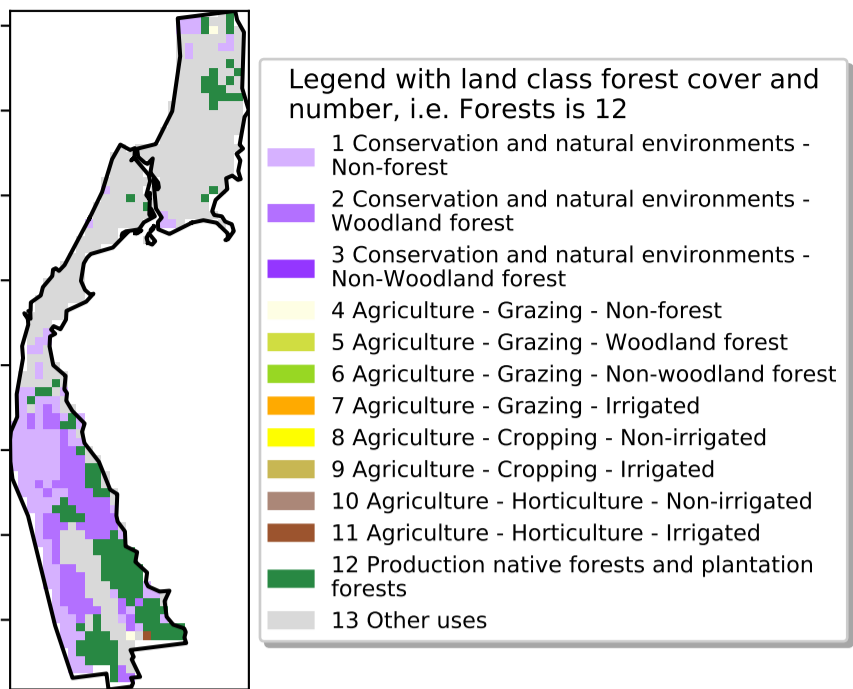 Legend with land class forest cover and
number, i.e. Forests is 12
1 Conservation and natural environments -
Non-forest
2 Conservation and natural environments -
Woodland forest
3 Conservation and natural environments -
Non-Woodland forest
4 Agriculture - Grazing - Non-forest
5 Agriculture - Grazing - Woodland forest
6 Agriculture - Grazing - Non-woodland forest
7 Agriculture - Grazing - Irrigated
8 Agriculture - Cropping - Non-irrigated
9 Agriculture - Cropping - Irrigated
10 Agriculture - Horticulture - Non-irrigated
11 Agriculture - Horticulture - Irrigated
12 Production native forests and plantation
forests
13 Other uses